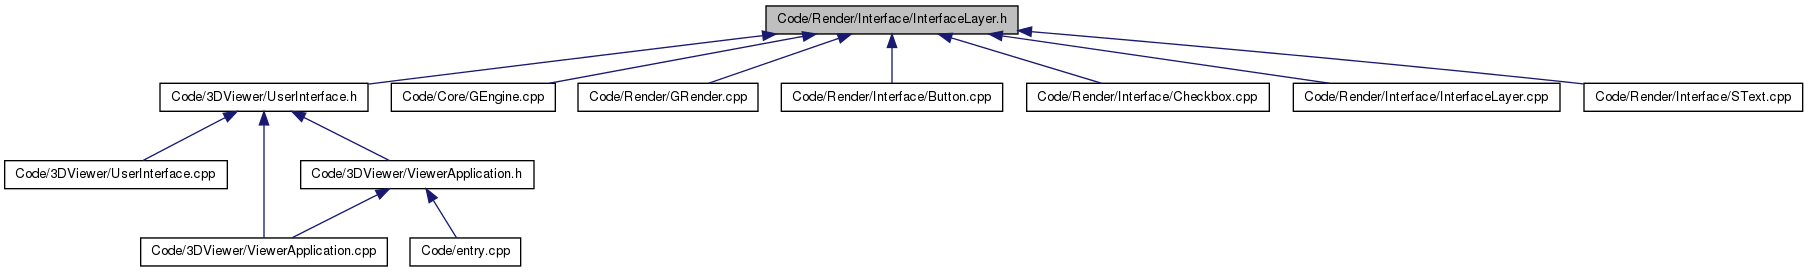 Code/Render/Interface/InterfaceLayer.h
Code/3DViewer/UserInterface.h
Code/Core/GEngine.cpp
Code/Render/GRender.cpp
Code/Render/Interface/Button.cpp
Code/Render/Interface/Checkbox.cpp
Code/Render/Interface/InterfaceLayer.cpp
Code/Render/Interface/SText.cpp
Code/3DViewer/UserInterface.cpp
Code/3DViewer/ViewerApplication.h
Code/3DViewer/ViewerApplication.cpp
Code/entry.cpp